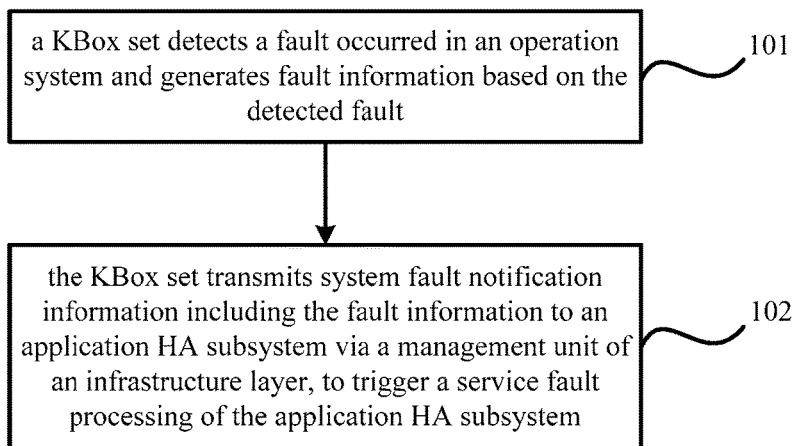 a KBox set detects a fault occurred in an operation
system and generates fault information based on the
detected fault
101
the KBox set transmits system fault notification
information including the fault information to an
application HA subsystem via a management unit of
an infrastructure layer, to trigger a service fault
processing of the application HA subsystem
102